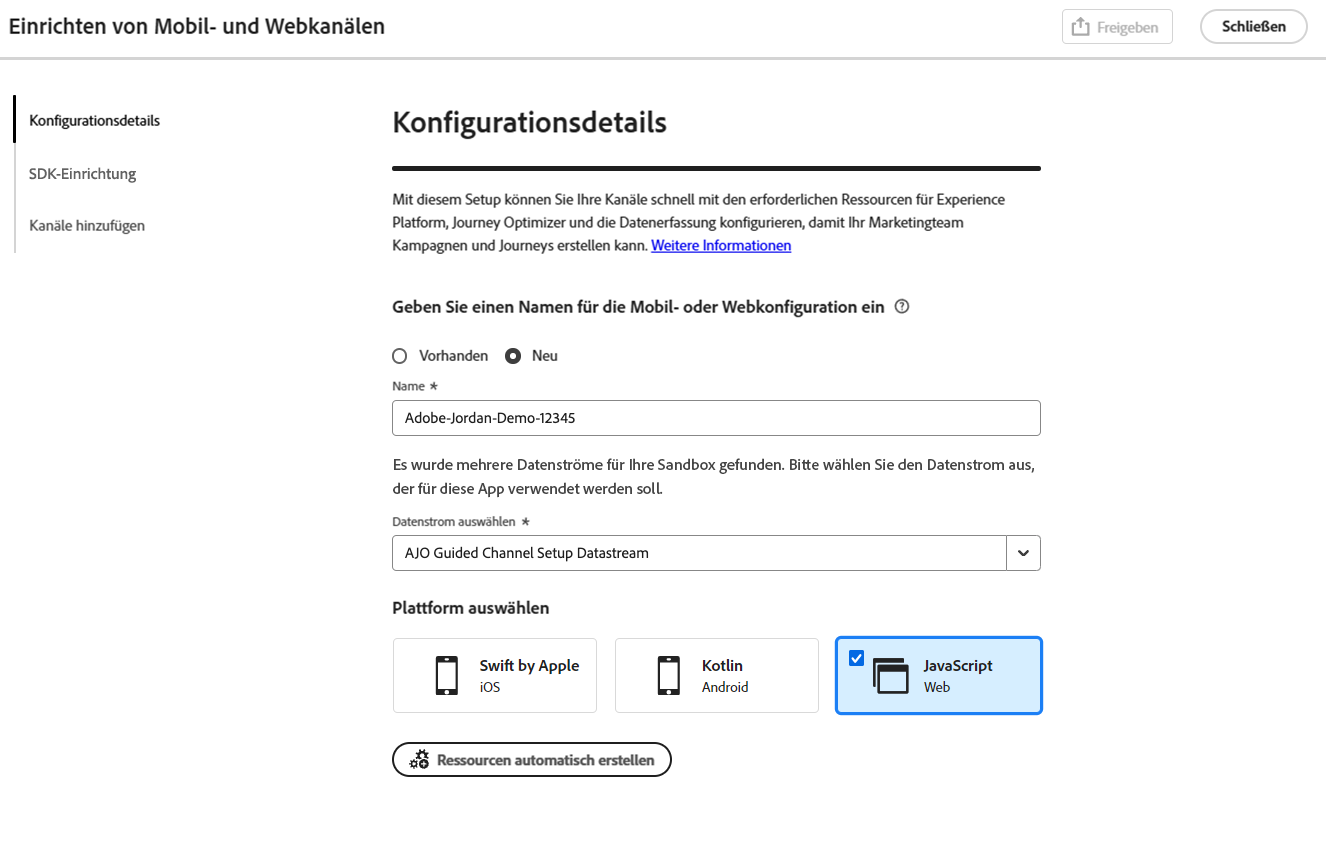 Einrichten von Mobil- und Webkanälen
Freigeben
Schließen
Konfigurationsdetails
SDK-Einrichtung
Kanäle hinzufügen
Konfigurationsdetails
Mit diesem Setup können Sie Ihre Kanäle schnell mit den erforderlichen Ressourcen für Experience
Platform, Journey Optimizer und die Datenerfassung konfigurieren, damit Ihr Marketingteam
Kampagnen und Journeys erstellen kann. Weitere Informationen
Geben Sie einen Namen für die Mobil- oder Webkonfiguration ein
Vorhanden
Neu
Name *
Adobe-Jordan-Demo-12345
Es wurde mehrere Datenströme für Ihre Sandbox gefunden. Bitte wählen Sie den Datenstrom aus,
der für diese App verwendet werden soll.
Datenstrom auswählen *
AJO Guided Channel Setup Datastream
Plattform auswählen
Swift by Apple
iOS
Kotlin
Android
JavaScript
Web
Ressourcen automatisch erstellen